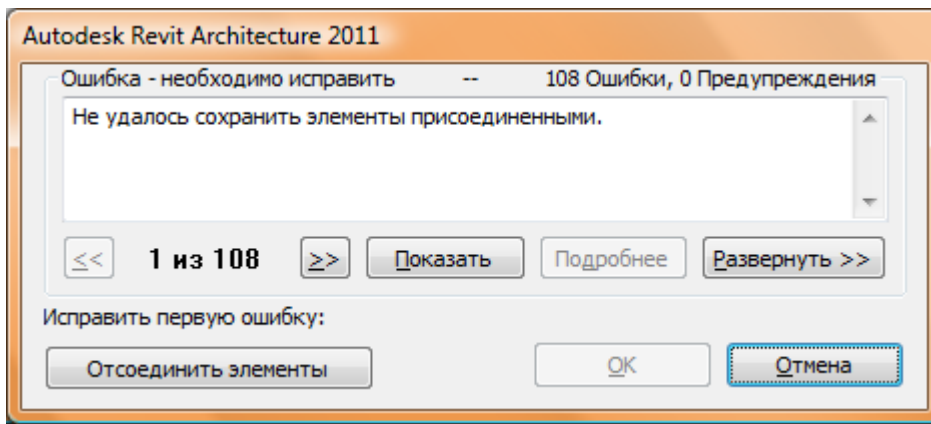 Autodesk Revit Architecture 2011
Ошибка - необходимо исправить -- 108 Ошибки, 0 Предупреждения
Не удалось сохранить элементы присоединенными.
<< 1 из 108 >> Показать Подробнее Развернуть >>
Исправить первую ошибку:
Отсоединить элементы OK Отмена